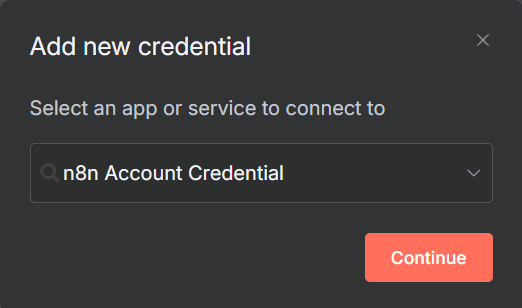 Add new credential
Select an app or service to connect to
n8n Account Credential
Continue